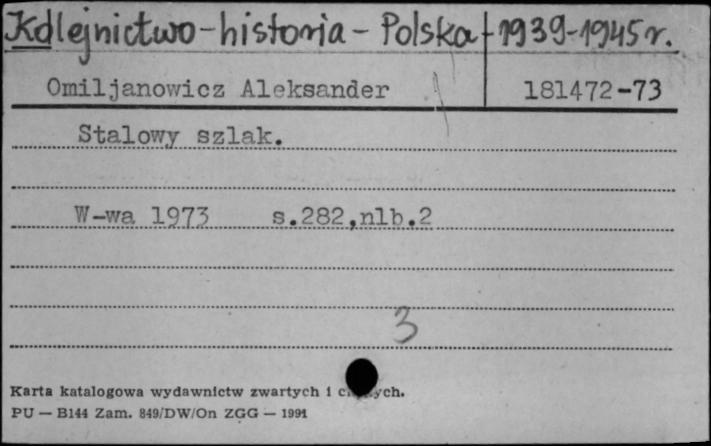 Kolejnictwo - historia - Polska - 1939-1945 r.
Omiljanowicz Aleksander 181472-73
Stalowy szlak.
W-wa 1973 s.282,nlb.2
3
Karta katalogowa wydawnictw zwartych i
PU — B144 Zam. 849/DW/On ZGG — 1991